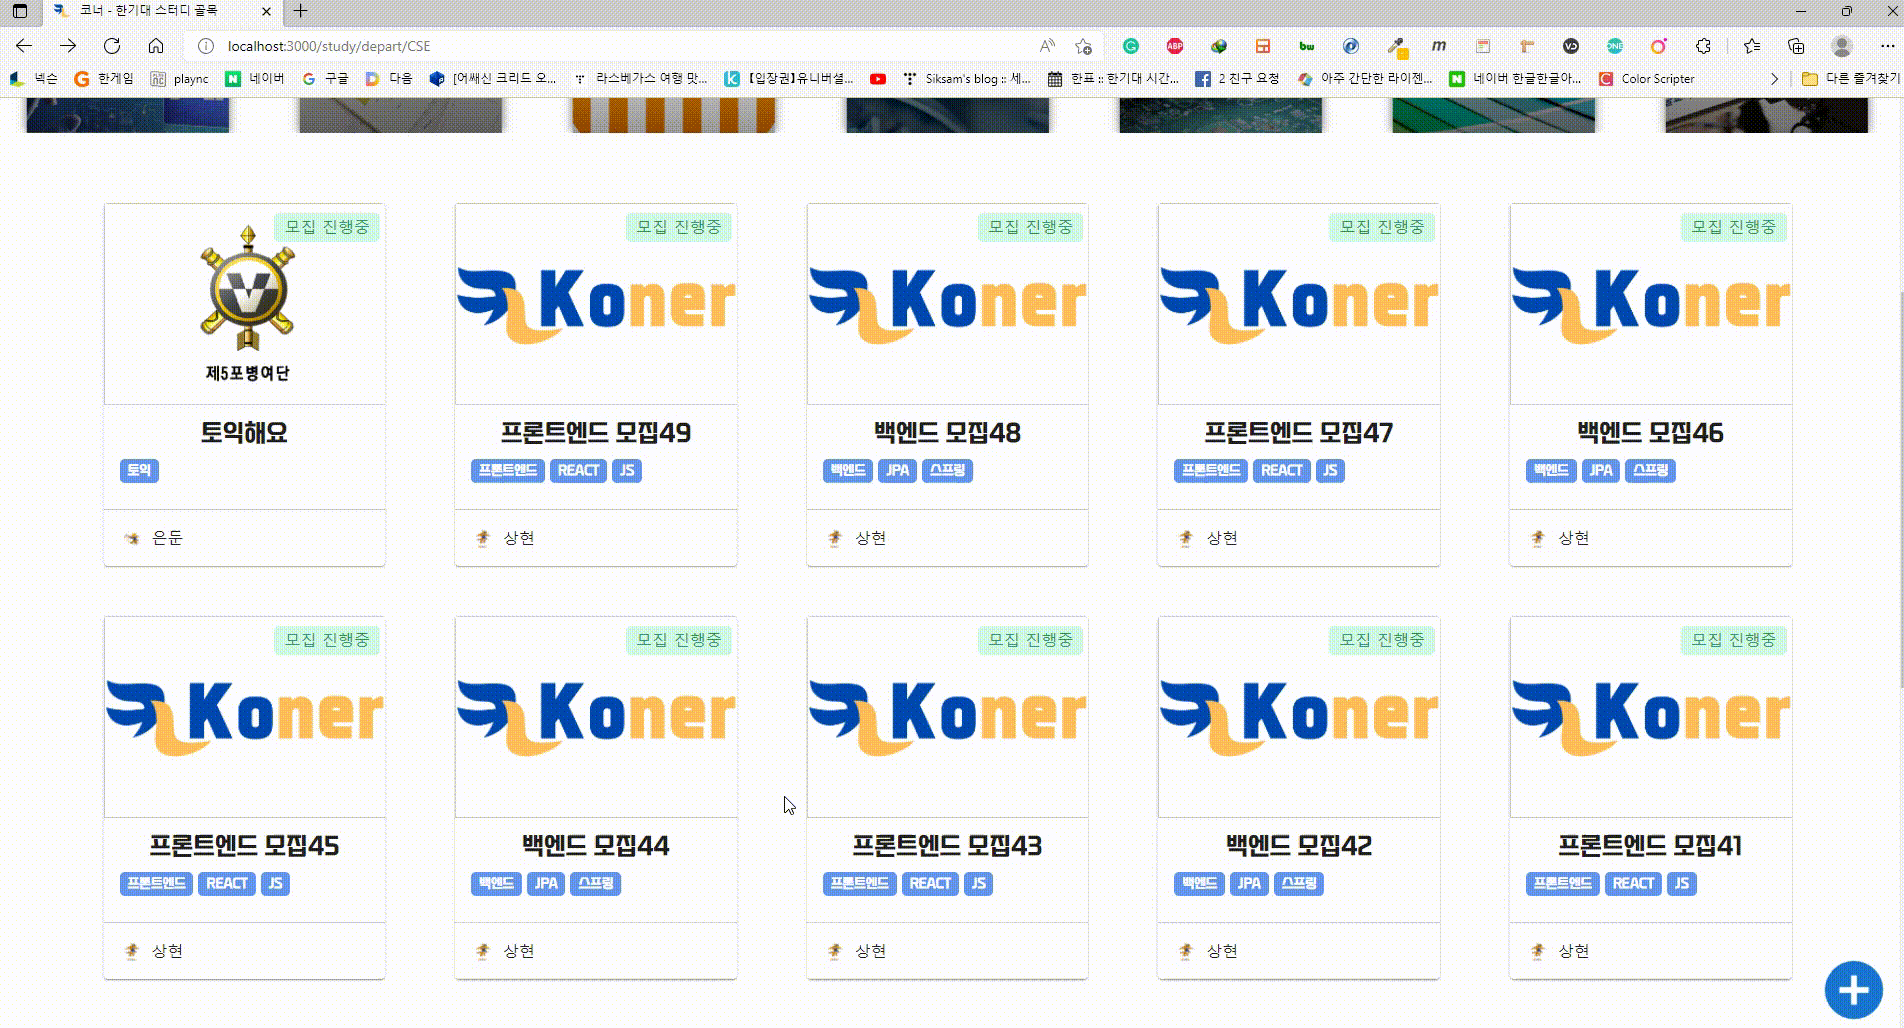 코너 - 한기대 스터디 골목
localhost:3000/study/depart/CSE
넥슨 한게임 plaync 네이버 구글 다음 [어쌔신 크리드 오... 라스베가스 여행 맛... 【입장권】유니버셜... Siksam's blog :: 세... 한표 :: 한기대 시간... 2 친구 요청 아주 간단한 라이젠... 네이버 한글한글아... Color Scripter 다른 즐겨찾기
모집 진행중 모집 진행중 모집 진행중 모집 진행중 모집 진행중
제5포병여단 Koner Koner Koner Koner
토익해요 프론트엔드 모집49 백엔드 모집48 프론트엔드 모집47 백엔드 모집46
토익 프론트엔드 REACT JS 백엔드 JPA 스프링 프론트엔드 REACT JS 백엔드 JPA 스프링
은둔 상현 상현 상현 상현
모집 진행중 모집 진행중 모집 진행중 모집 진행중 모집 진행중
Koner Koner Koner Koner Koner
프론트엔드 모집45 백엔드 모집44 프론트엔드 모집43 백엔드 모집42 프론트엔드 모집41
프론트엔드 REACT JS 백엔드 JPA 스프링 프론트엔드 REACT JS 백엔드 JPA 스프링 프론트엔드 REACT JS
상현 상현 상현 상현 상현